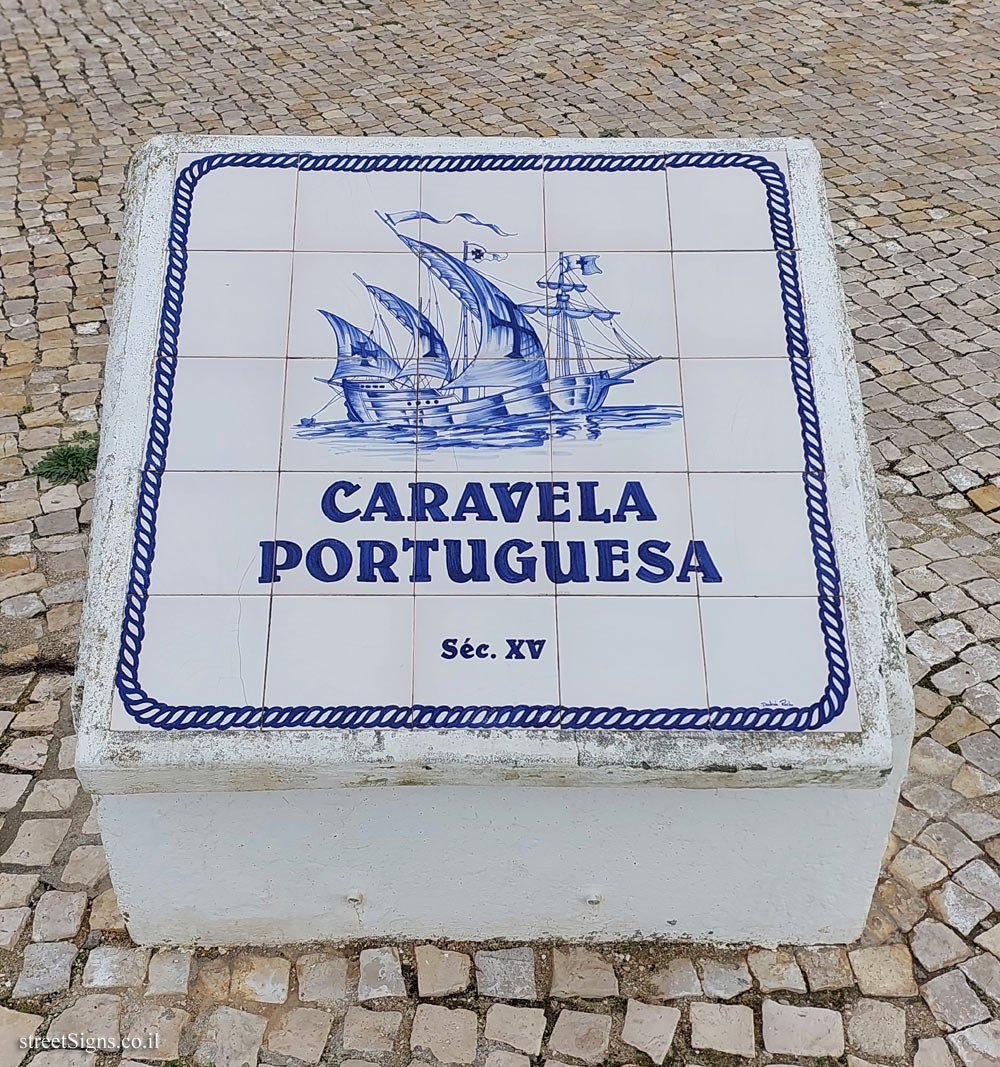 CARAVELA
PORTUGUESA
Séc. XV
streetSigns.co.il